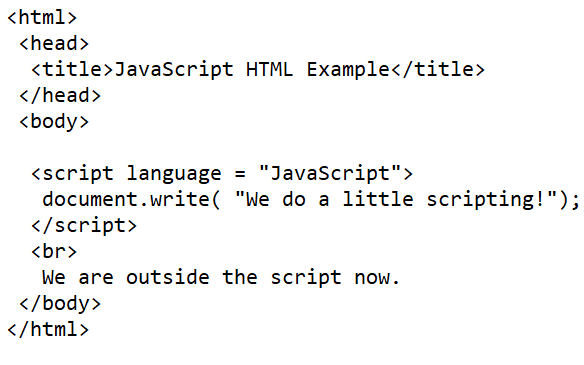 <html>
 <head>
  <title>JavaScript HTML Example</title>
 </head>
 <body>

  <script language = "JavaScript">
   document.write( "We do a little scripting!");
  </script>
  <br>
   We are outside the script now.
 </body>
</html>